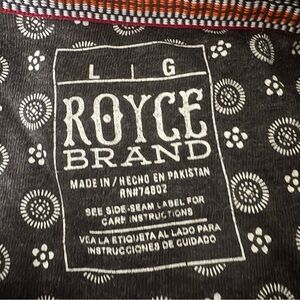 L | G
ROYCE
BRAND
MADE IN / HECHO EN PAKISTAN
RN#74802
SEE SIDE-SEAM LABEL FOR
CARE INSTRUCTIONS
VEA LA ETIQUETA AL LADO PARA
INSTRUCCIONES DE CUIDADO